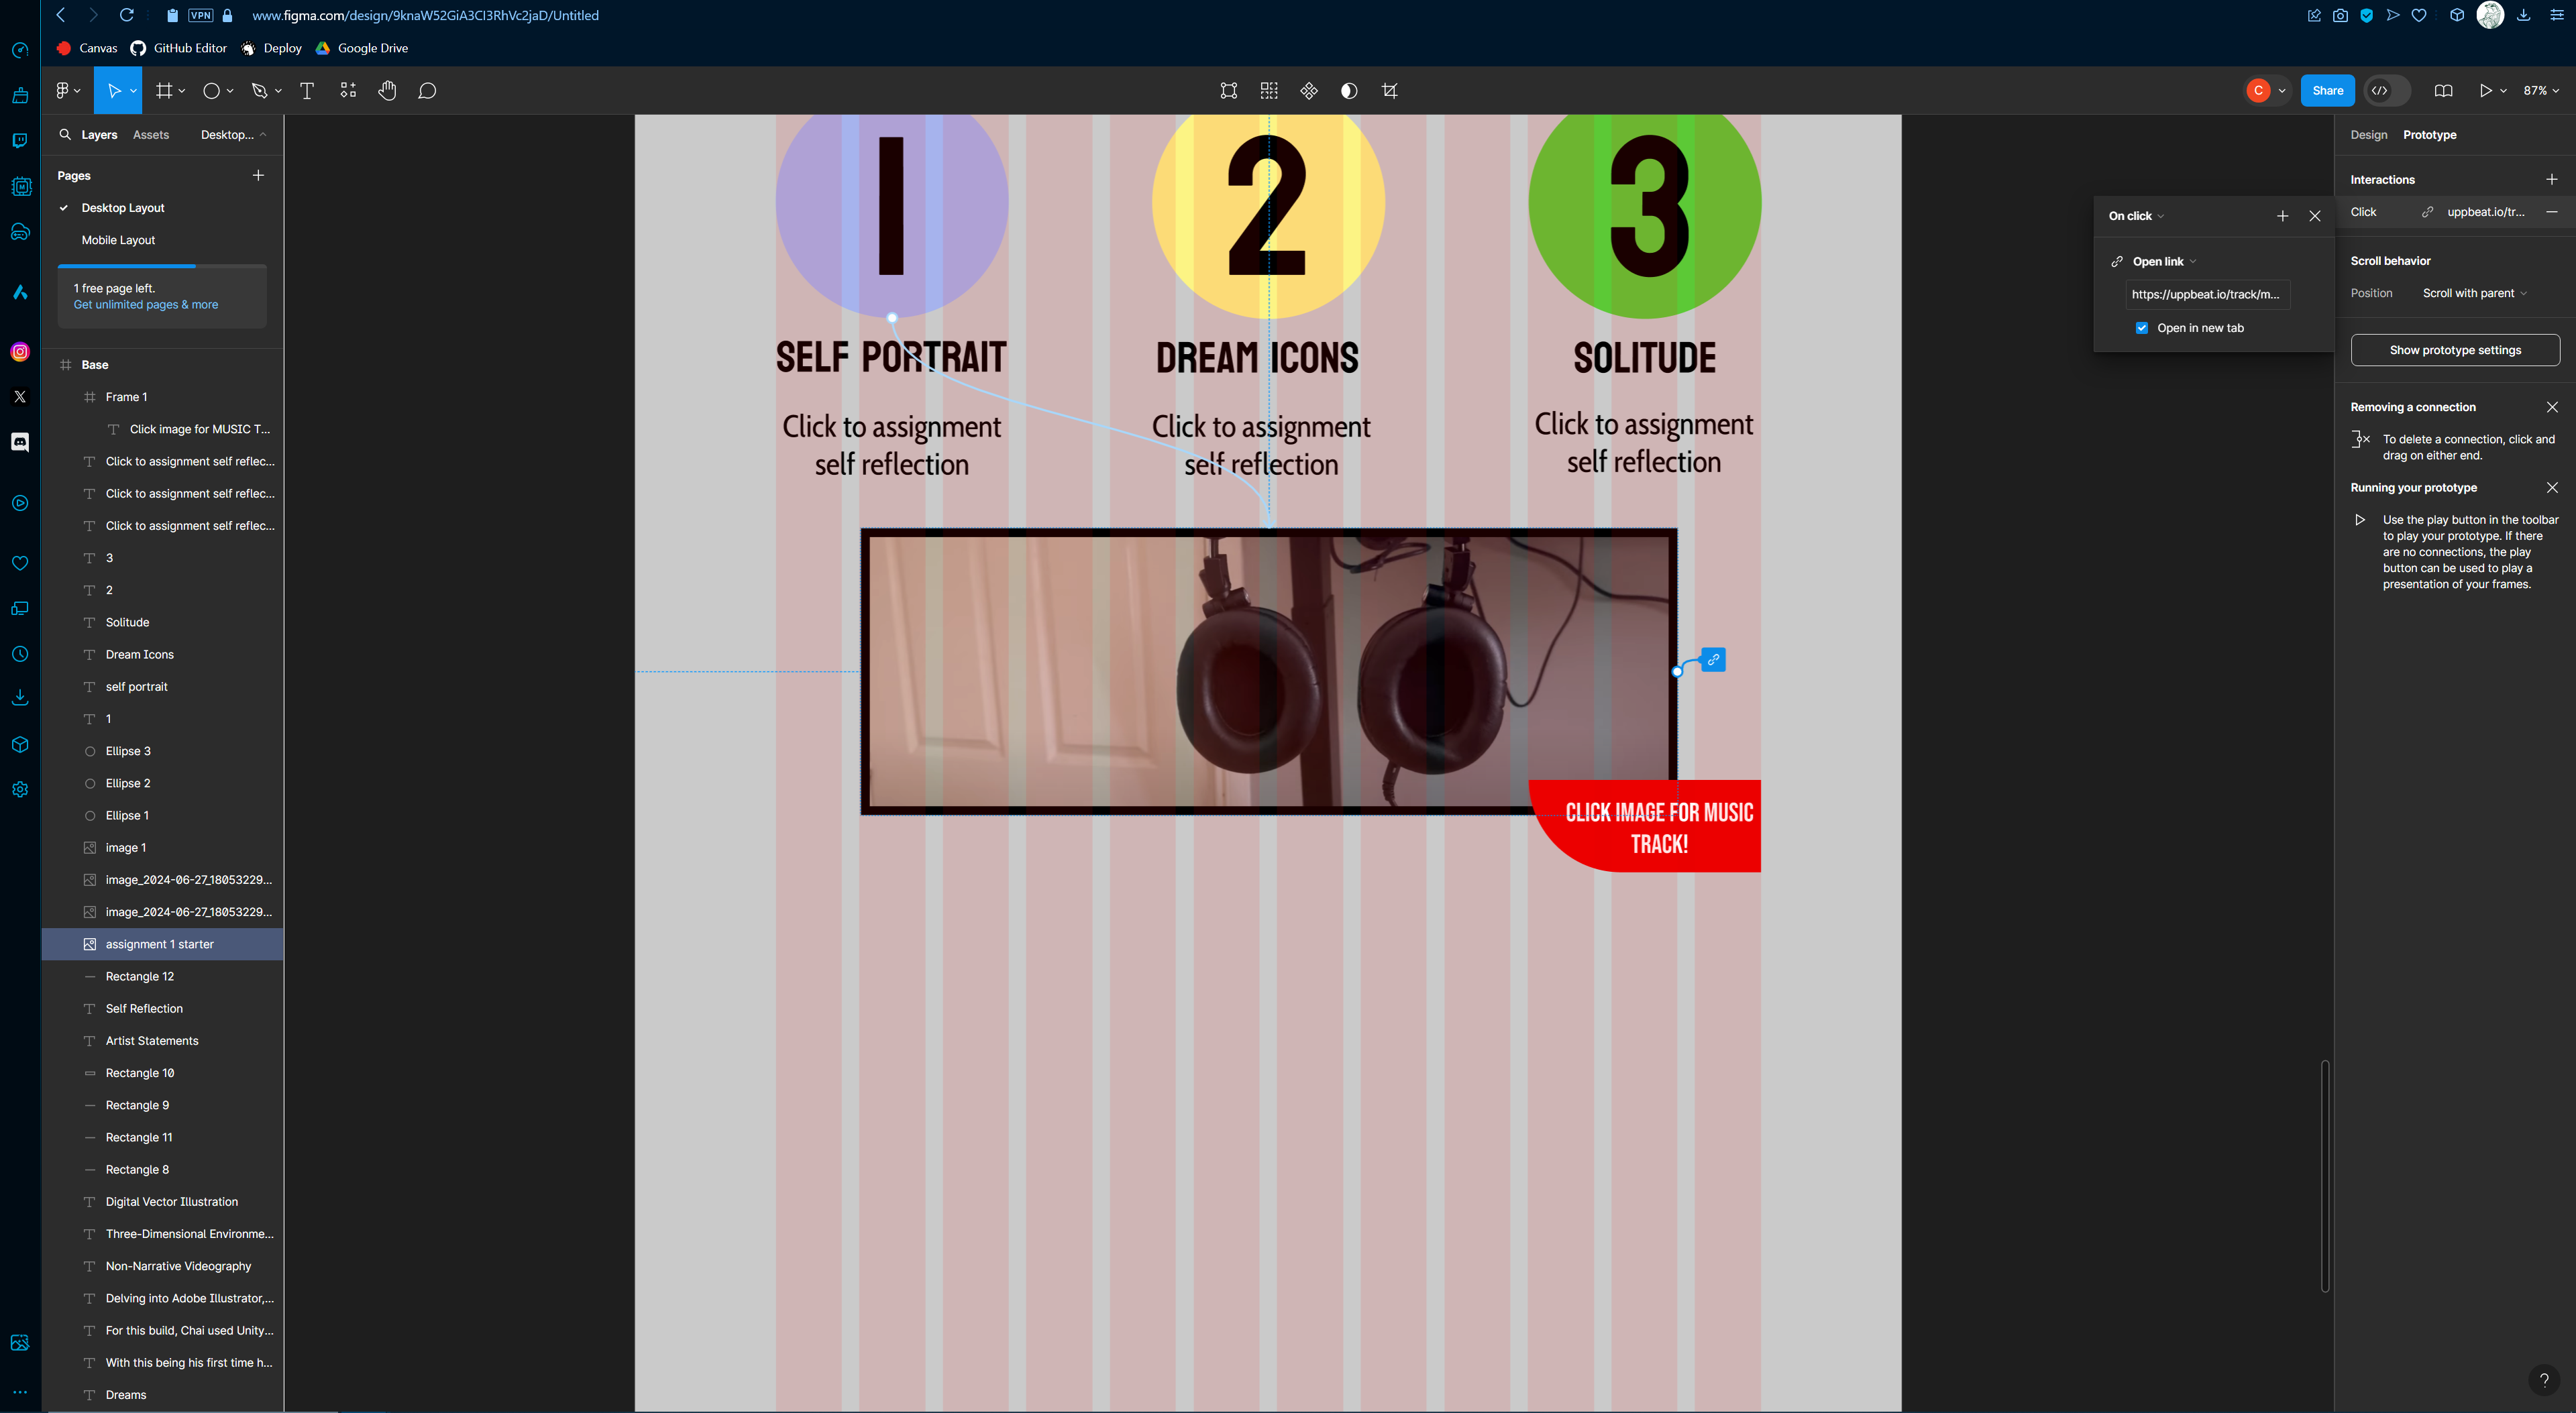 VPN
www.figma.com/design/9knaW52GiA3CI3RhVc2jaD/Untitled
Canvas
GitHub Editor
Deploy
Google Drive
C
Share
87%
Layers
Assets
Desktop...
Pages
Desktop Layout
Mobile Layout
1 free page left.
Get unlimited pages & more
Base
Frame 1
Click image for MUSIC T...
Click to assignment self reflec...
Click to assignment self reflec...
Click to assignment self reflec...
3
2
Solitude
Dream Icons
self portrait
1
Ellipse 3
Ellipse 2
Ellipse 1
image 1
image_2024-06-27_18053229...
image_2024-06-27_18053229...
assignment 1 starter
Rectangle 12
Self Reflection
Artist Statements
Rectangle 10
Rectangle 9
Rectangle 11
Rectangle 8
Digital Vector Illustration
Three-Dimensional Environme...
Non-Narrative Videography
Delving into Adobe Illustrator,...
For this build, Chai used Unity...
With this being his first time h...
Dreams
1
2
3
SELF PORTRAIT
DREAM ICONS
SOLITUDE
Click to assignment
self reflection
Click to assignment
self reflection
Click to assignment
self reflection
CLICK IMAGE FOR MUSIC
TRACK!
On click
Open link
https://uppbeat.io/track/m...
Open in new tab
Design
Prototype
Interactions
Click
uppbeat.io/tr...
Scroll behavior
Position
Scroll with parent
Show prototype settings
Removing a connection
To delete a connection, click and
drag on either end.
Running your prototype
Use the play button in the toolbar
to play your prototype. If there
are no connections, the play
button can be used to play a
presentation of your frames.
?